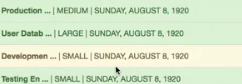 Production ... | MEDIUM | SUNDAY, AUGUST 8, 1920
User Datab ... | LARGE | SUNDAY, AUGUST 8, 1920
Developmen ... | SMALL | SUNDAY, AUGUST 8, 1920
Testing En ... | SMALL | SUNDAY, AUGUST 8, 1920